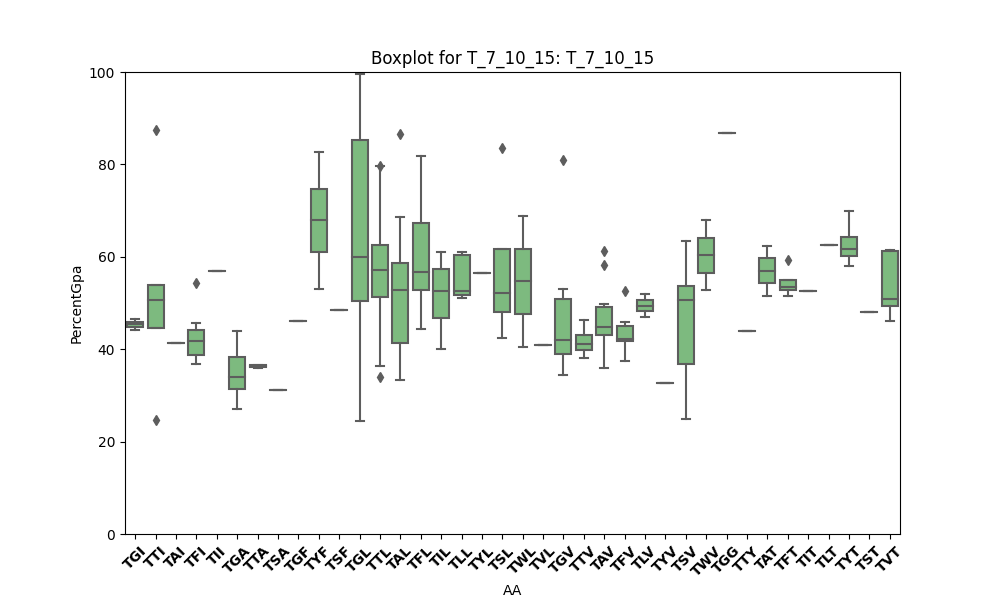 Boxplot for T_7_10_15: T_7_10_15
PercentGpa
100
80
60
40
20
0
TGI TTI TAI TFI TII TGA TTA TSA TGF TYF TSF TGL TTL TAL TFL TIL TLL TYL TSL TWL TVL TGV TTV TAV TFV TLV TYV TSV TWV TGG TTY TAT TFT TIT TLT TYT TST TVT
AA